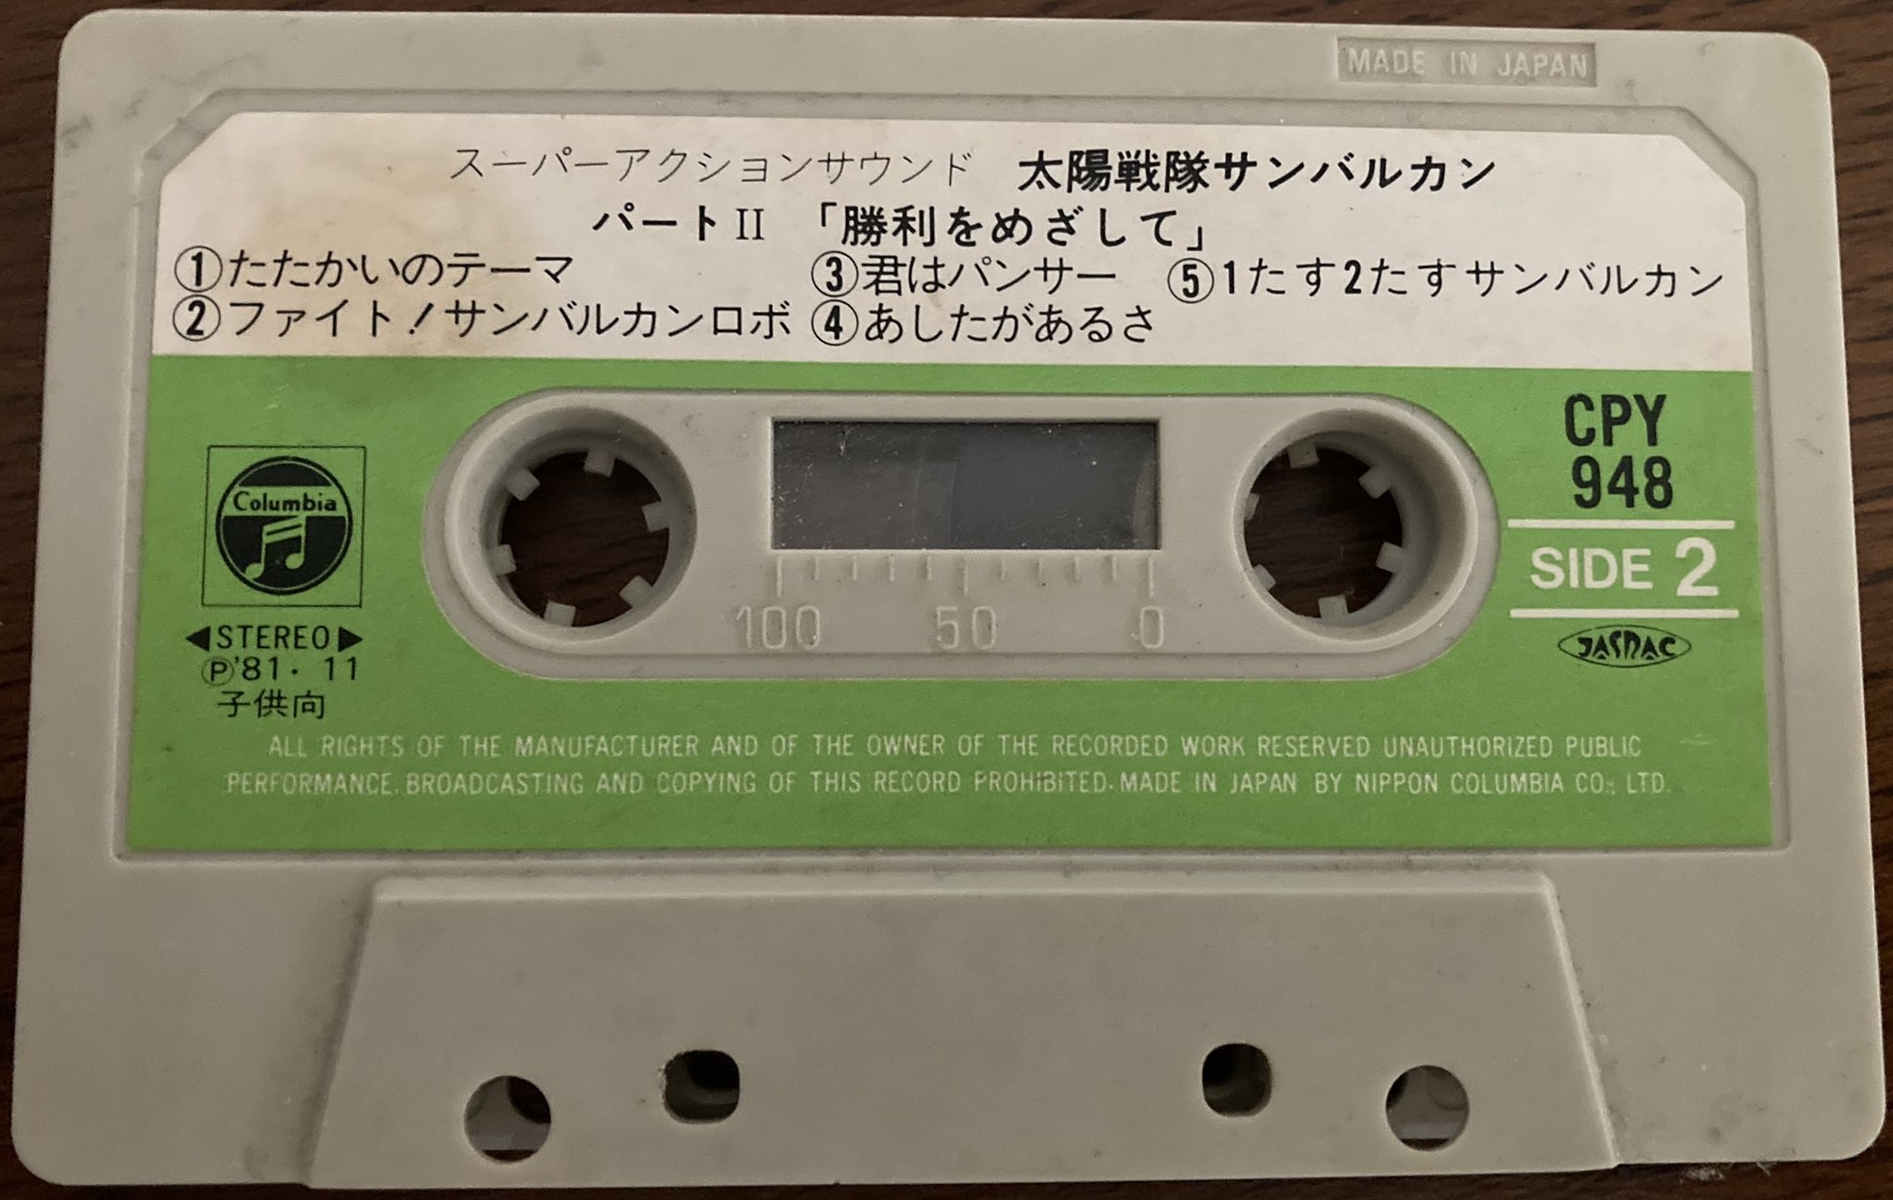 MADE IN JAPAN
スーパーアクションサウンド 太陽戦隊サンバルカン
パートII 「勝利をめざして」
①たたかいのテーマ ③君はパンサー ⑤1たす2たすサンバルカン
②ファイト!サンバルカンロボ ④あしたがあるさ
CPY
948
Columbia
SIDE 2
100 50 0
◀STEREO▶
JASRAC
Ⓟ'81・11
子供向
ALL RIGHTS OF THE MANUFACTURER AND OF THE OWNER OF THE RECORDED WORK RESERVED UNAUTHORIZED PUBLIC
PERFORMANCE. BROADCASTING AND COPYING OF THIS RECORD PROHIBITED. MADE IN JAPAN BY NIPPON COLUMBIA CO., LTD.